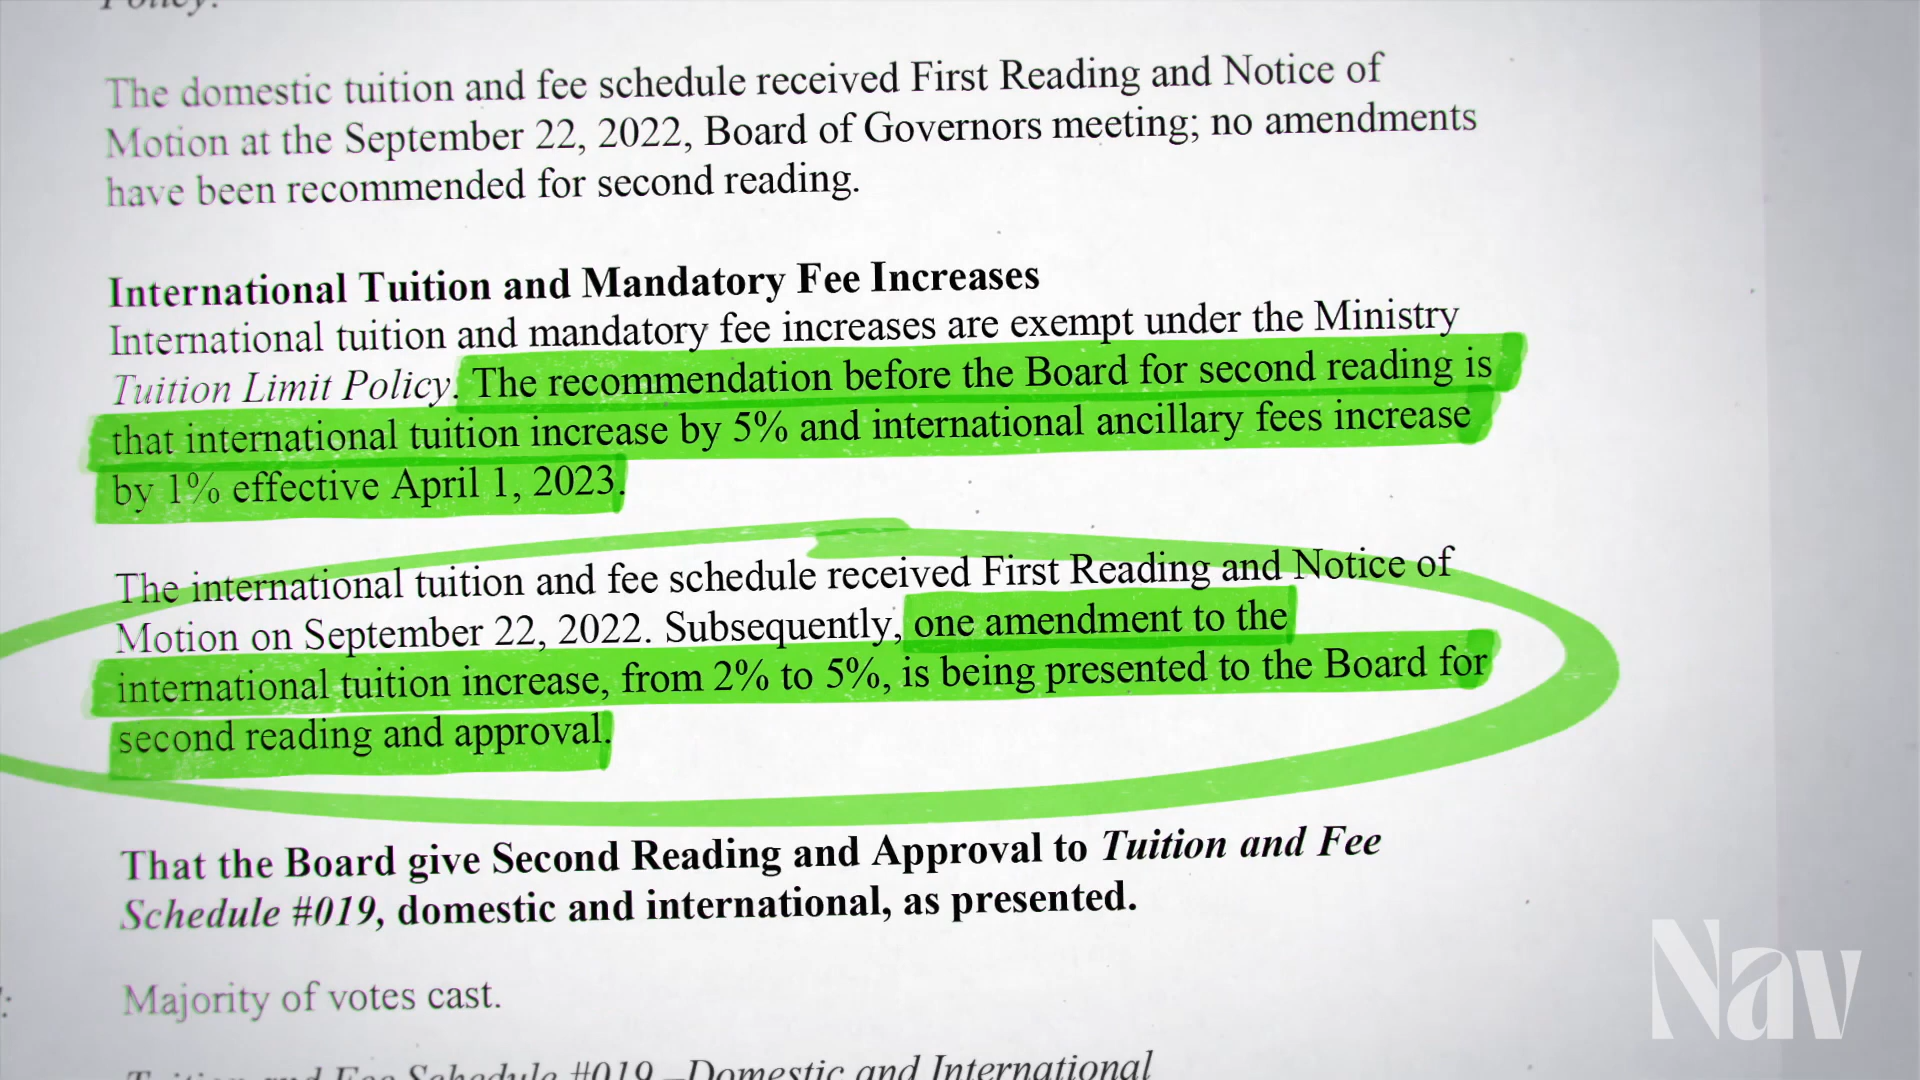 Policy.
The domestic tuition and fee schedule received First Reading and Notice of
Motion at the September 22, 2022, Board of Governors meeting; no amendments
have been recommended for second reading.
International Tuition and Mandatory Fee Increases
International tuition and mandatory fee increases are exempt under the Ministry
Tuition Limit Policy. The recommendation before the Board for second reading is
that international tuition increase by 5% and international ancillary fees increase
by 1% effective April 1, 2023.
The international tuition and fee schedule received First Reading and Notice of
Motion on September 22, 2022. Subsequently, one amendment to the
international tuition increase, from 2% to 5%, is being presented to the Board for
second reading and approval.
That the Board give Second Reading and Approval to Tuition and Fee
Schedule #019, domestic and international, as presented.
:
Majority of votes cast.
Tuition and Fee Schedule #019 –Domestic and International
Nav